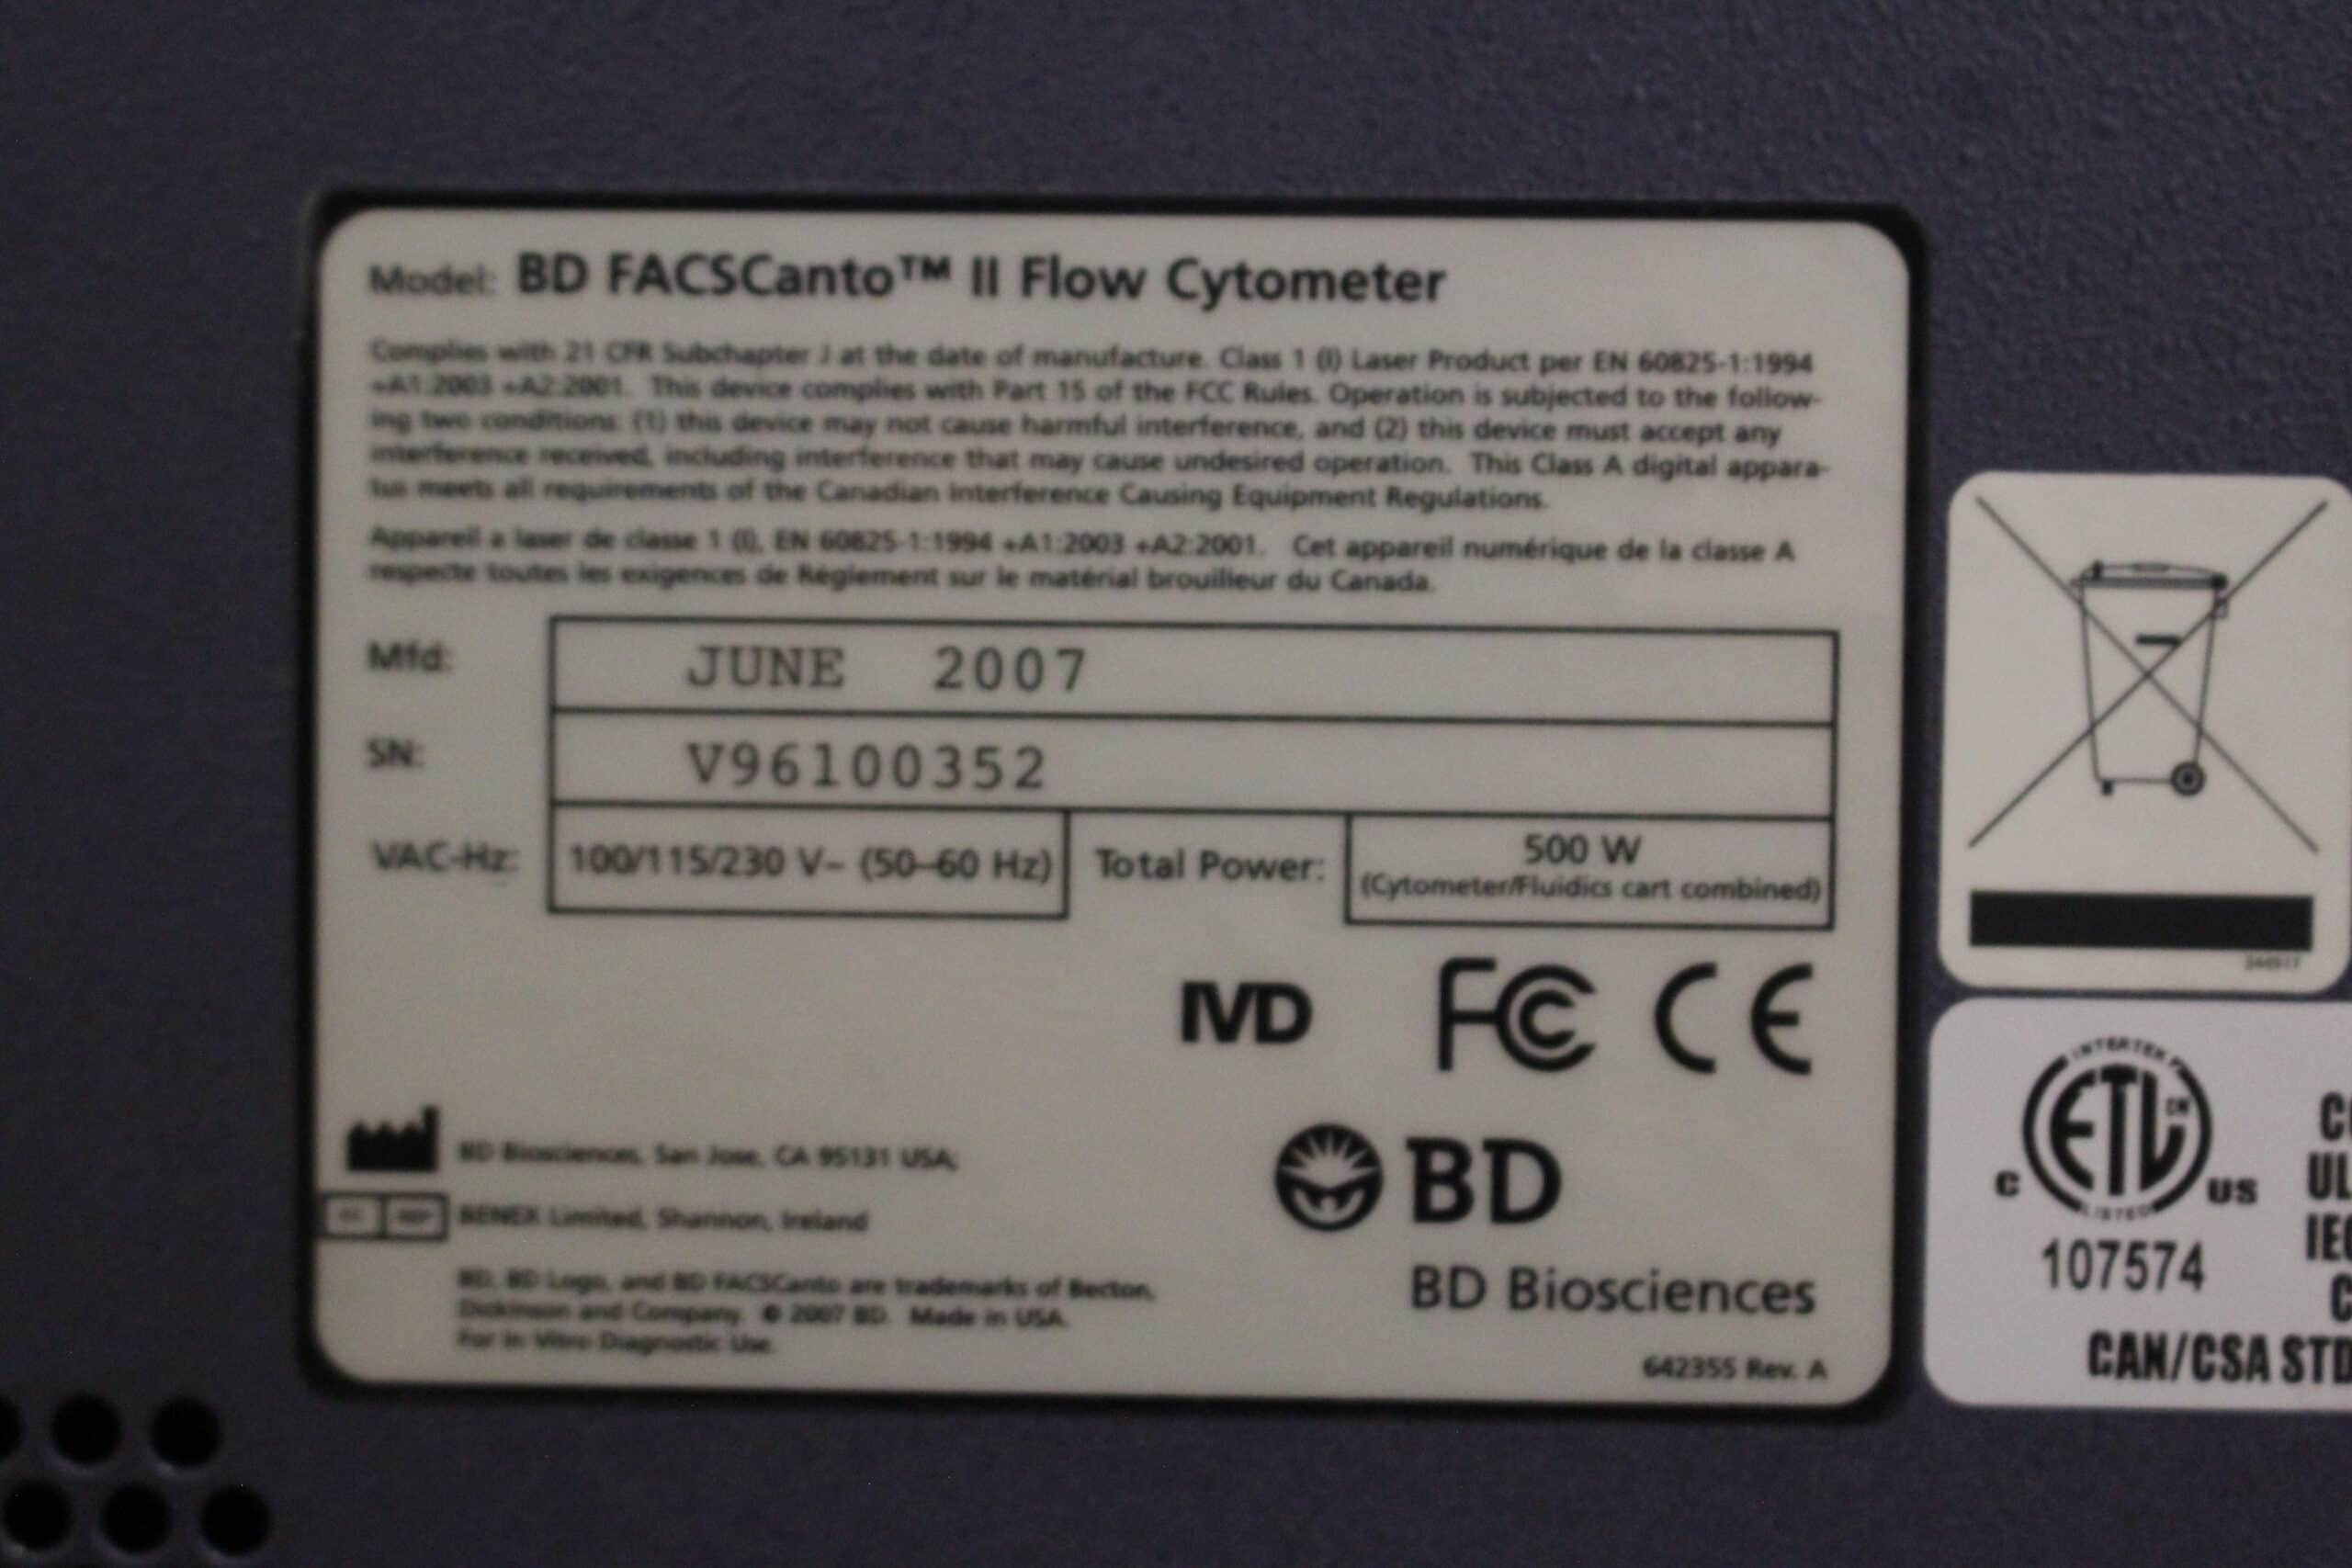 Model: BD FACSCanto™ II Flow Cytometer
Complies with 21 CFR Subchapter J at the date of manufacture. Class 1 (I) Laser Product per EN 60825-1:1994
+A1:2003 +A2:2001. This device complies with Part 15 of the FCC Rules. Operation is subjected to the follow-
ing two conditions: (1) this device may not cause harmful interference, and (2) this device must accept any
interference received, including interference that may cause undesired operation. This Class A digital appara-
tus meets all requirements of the Canadian Interference Causing Equipment Regulations.
Appareil a laser de classe 1 (I), EN 60825-1:1994 +A1:2003 +A2:2001. Cet appareil numérique de la classe A
respecte toutes les exigences de Réglement sur le matérial brouilleur du Canada.
Mfd: JUNE 2007
SN: V96100352
VAC-Hz: 100/115/230 V~ (50–60 Hz) Total Power: 500 W
(Cytometer/Fluidics cart combined)
IVD FC CE
BD Biosciences, San Jose, CA 95131 USA;
BENEX Limited, Shannon, Ireland
BD
BD Biosciences
BD, BD Logo, and BD FACSCanto are trademarks of Becton,
Dickinson and Company. © 2007 BD. Made in USA.
For In Vitro Diagnostic Use.
642355 Rev. A
INTERTEK
ETL CM
LISTED
C US
107574
UL
CAN/CSA STD